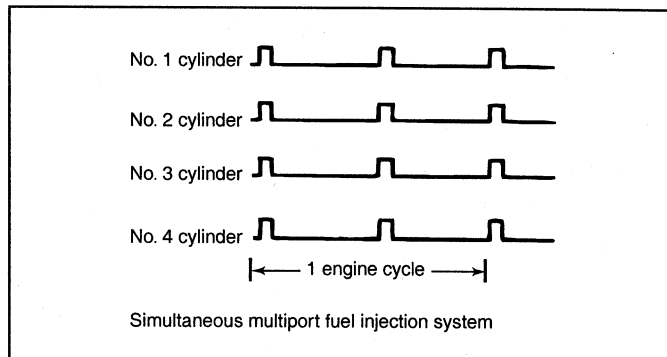 No. 1 cylinder
No. 2 cylinder
No. 3 cylinder
No. 4 cylinder
1 engine cycle
Simultaneous multiport fuel injection system